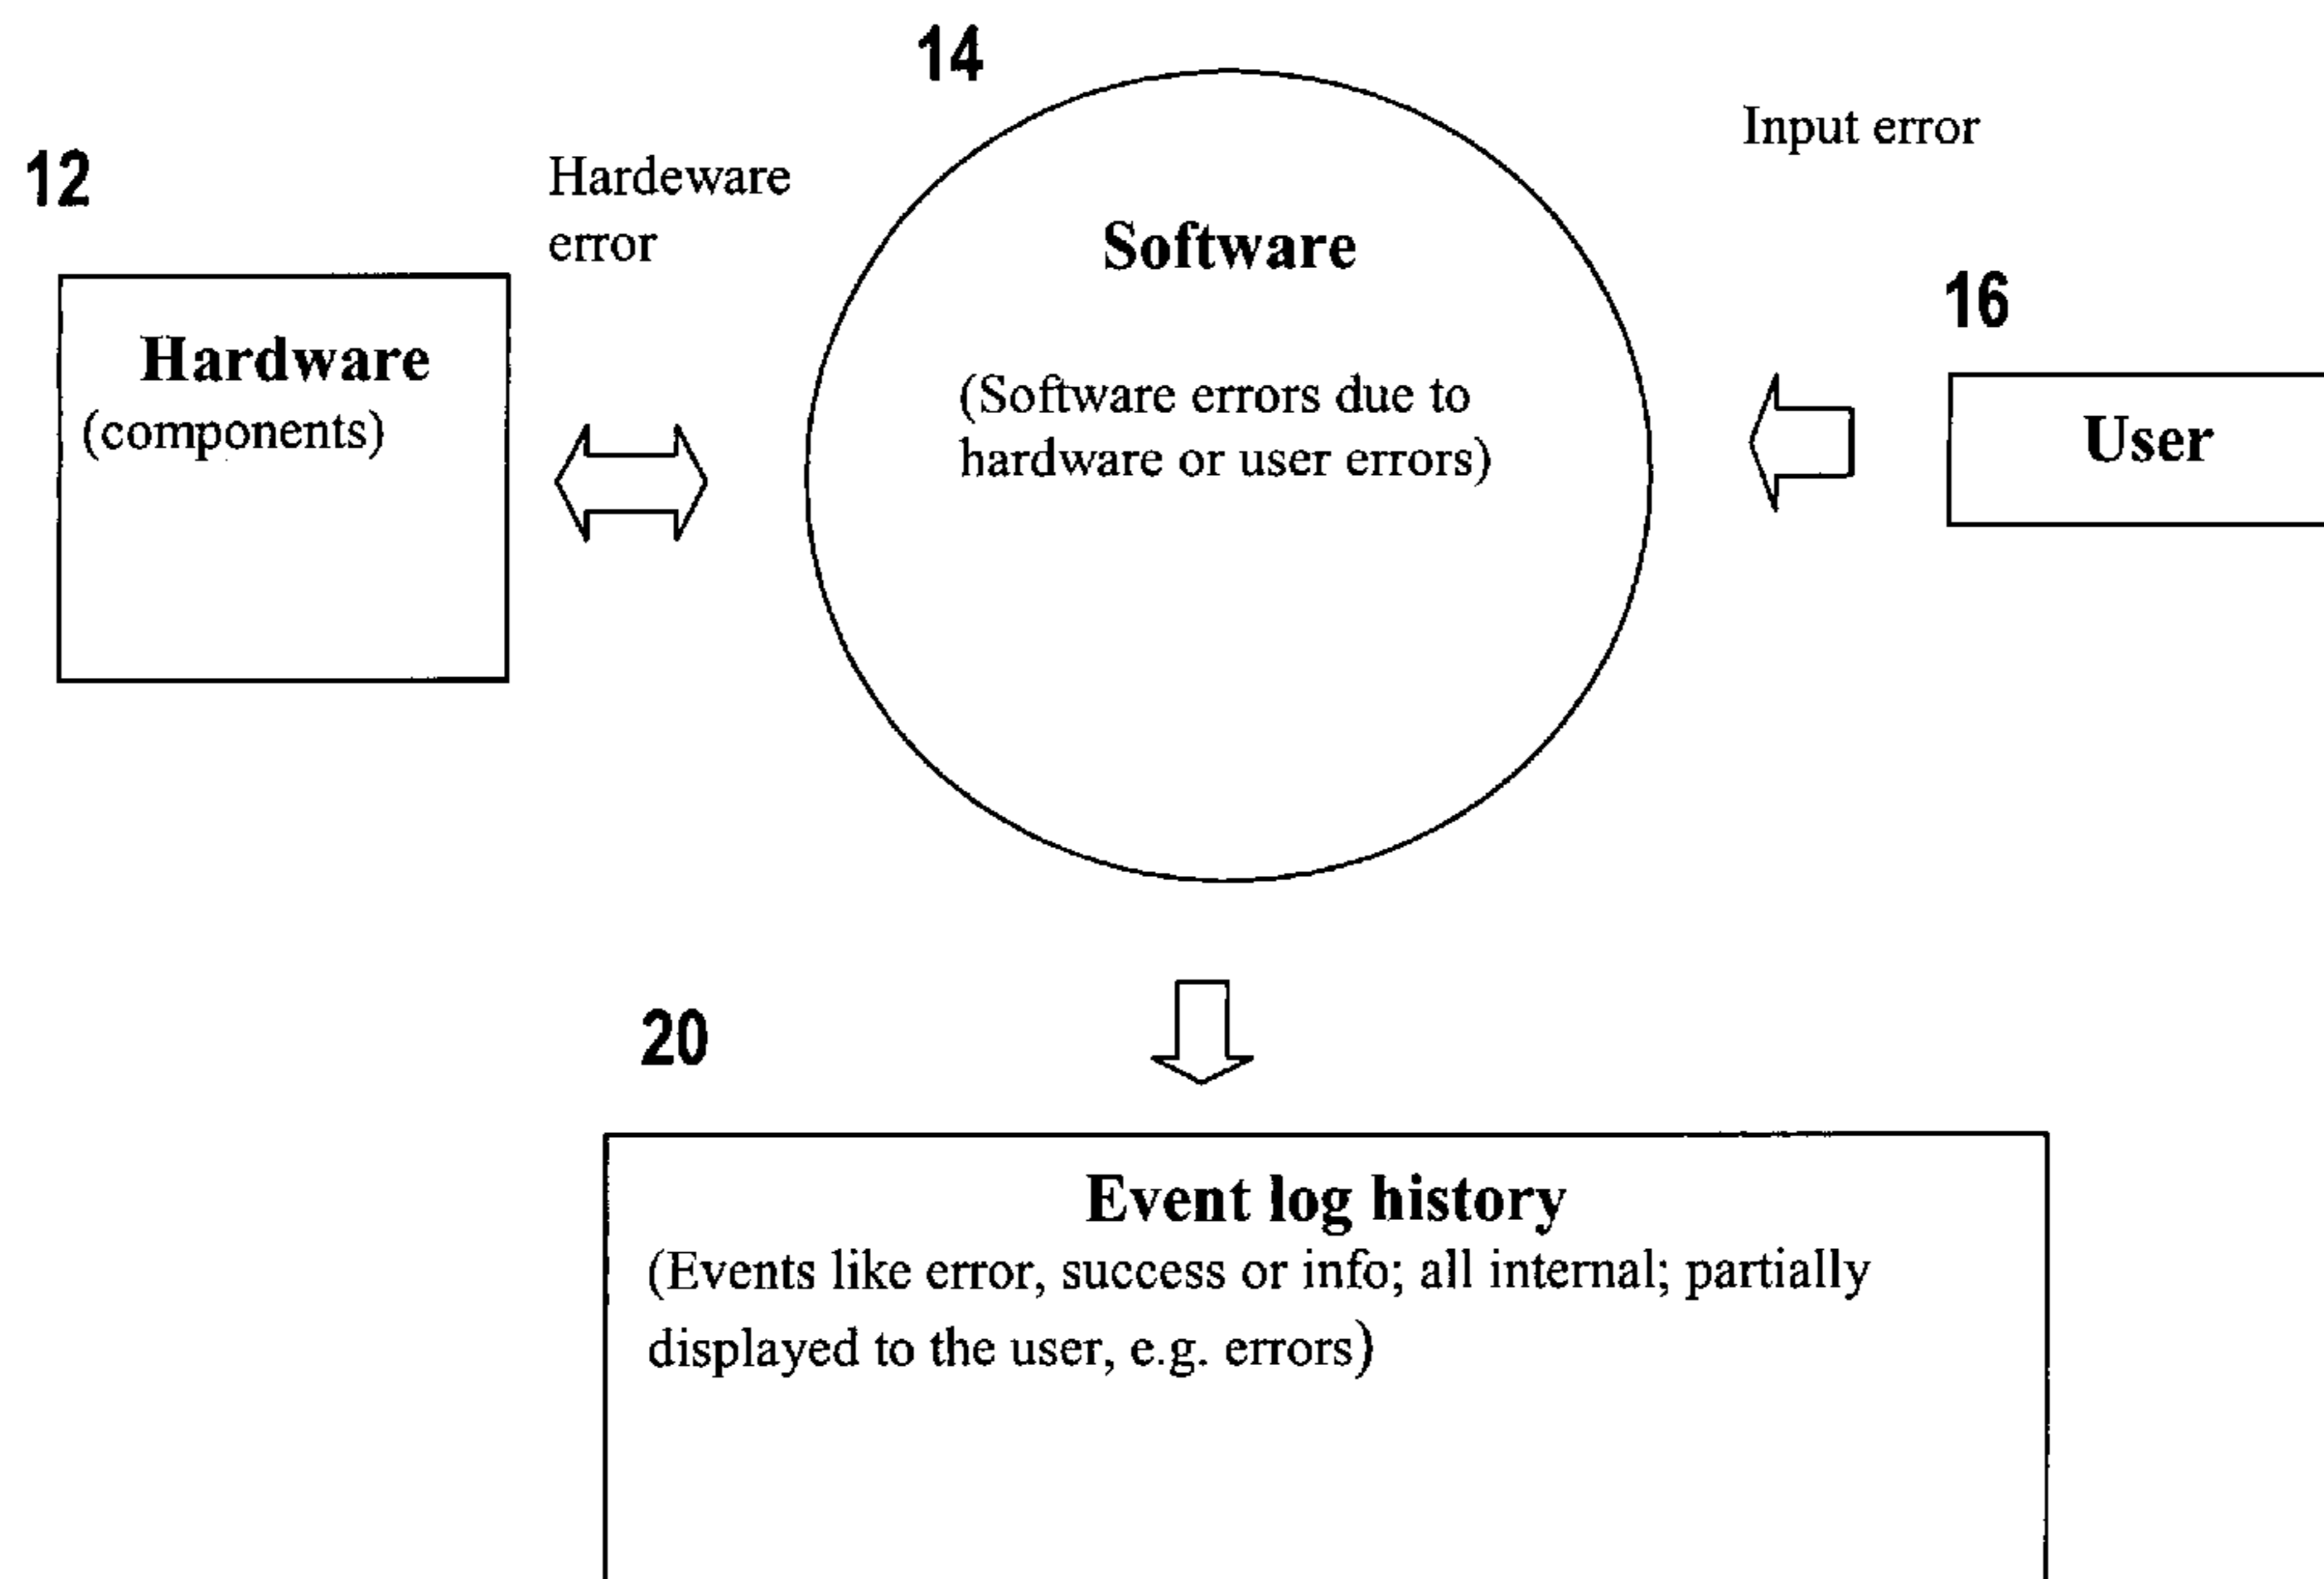 14
Input error
12
Hardeware
error
Software
16
Hardware
(components)
(Software errors due to
hardware or user errors)
User
20
Event log history
(Events like error, success or info; all internal; partially
displayed to the user, e.g. errors)